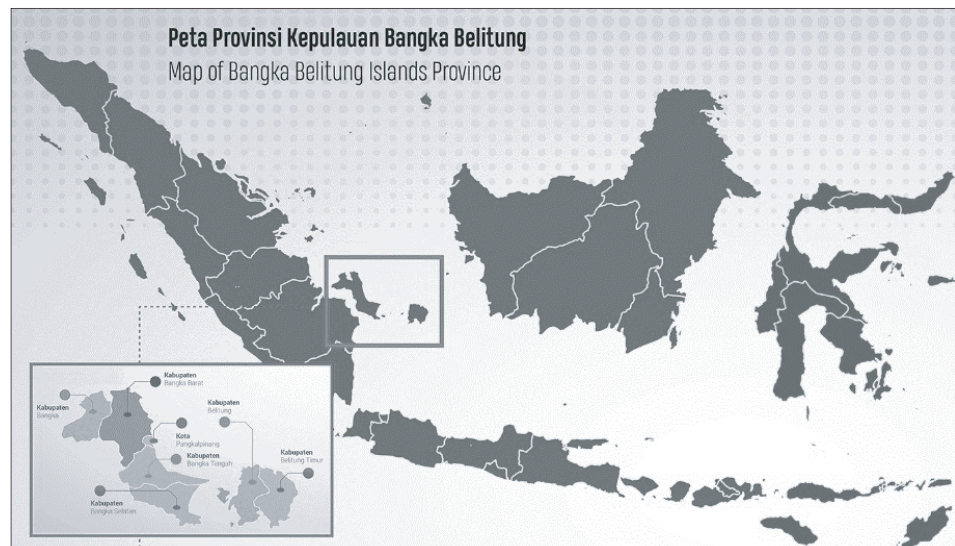 Peta Provinsi Kepulauan Bangka Belitung
Map of Bangka Belitung Islands Province
Kabupaten
Bangka Barat
Kabupaten
Bangka
Kabupaten
Belitung
Kota
Pangkalpinang
Kabupaten
Bangka Tengah
Kabupaten
Belitung Timur
Kabupaten
Bangka Selatan